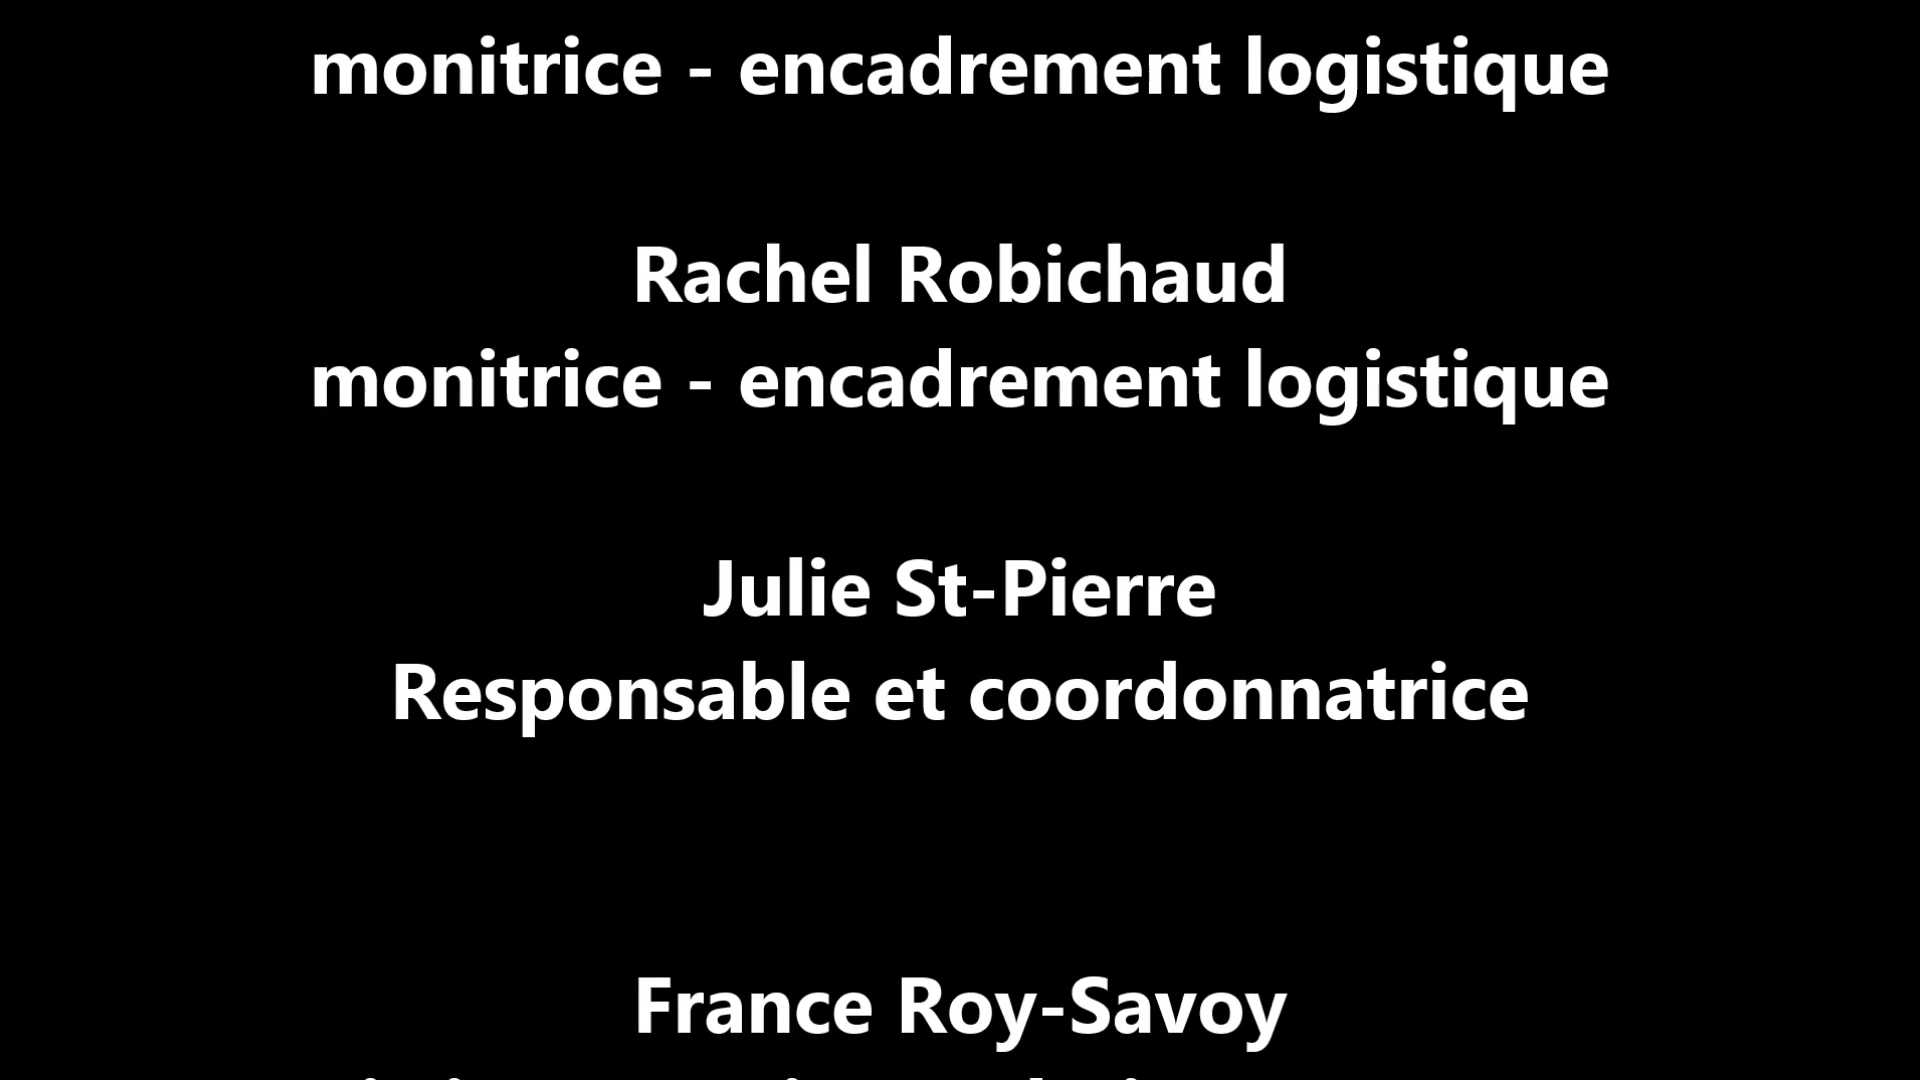 monitrice - encadrement logistique
Rachel Robichaud
monitrice - encadrement logistique
Julie St-Pierre
Responsable et coordonnatrice
France Roy-Savoy